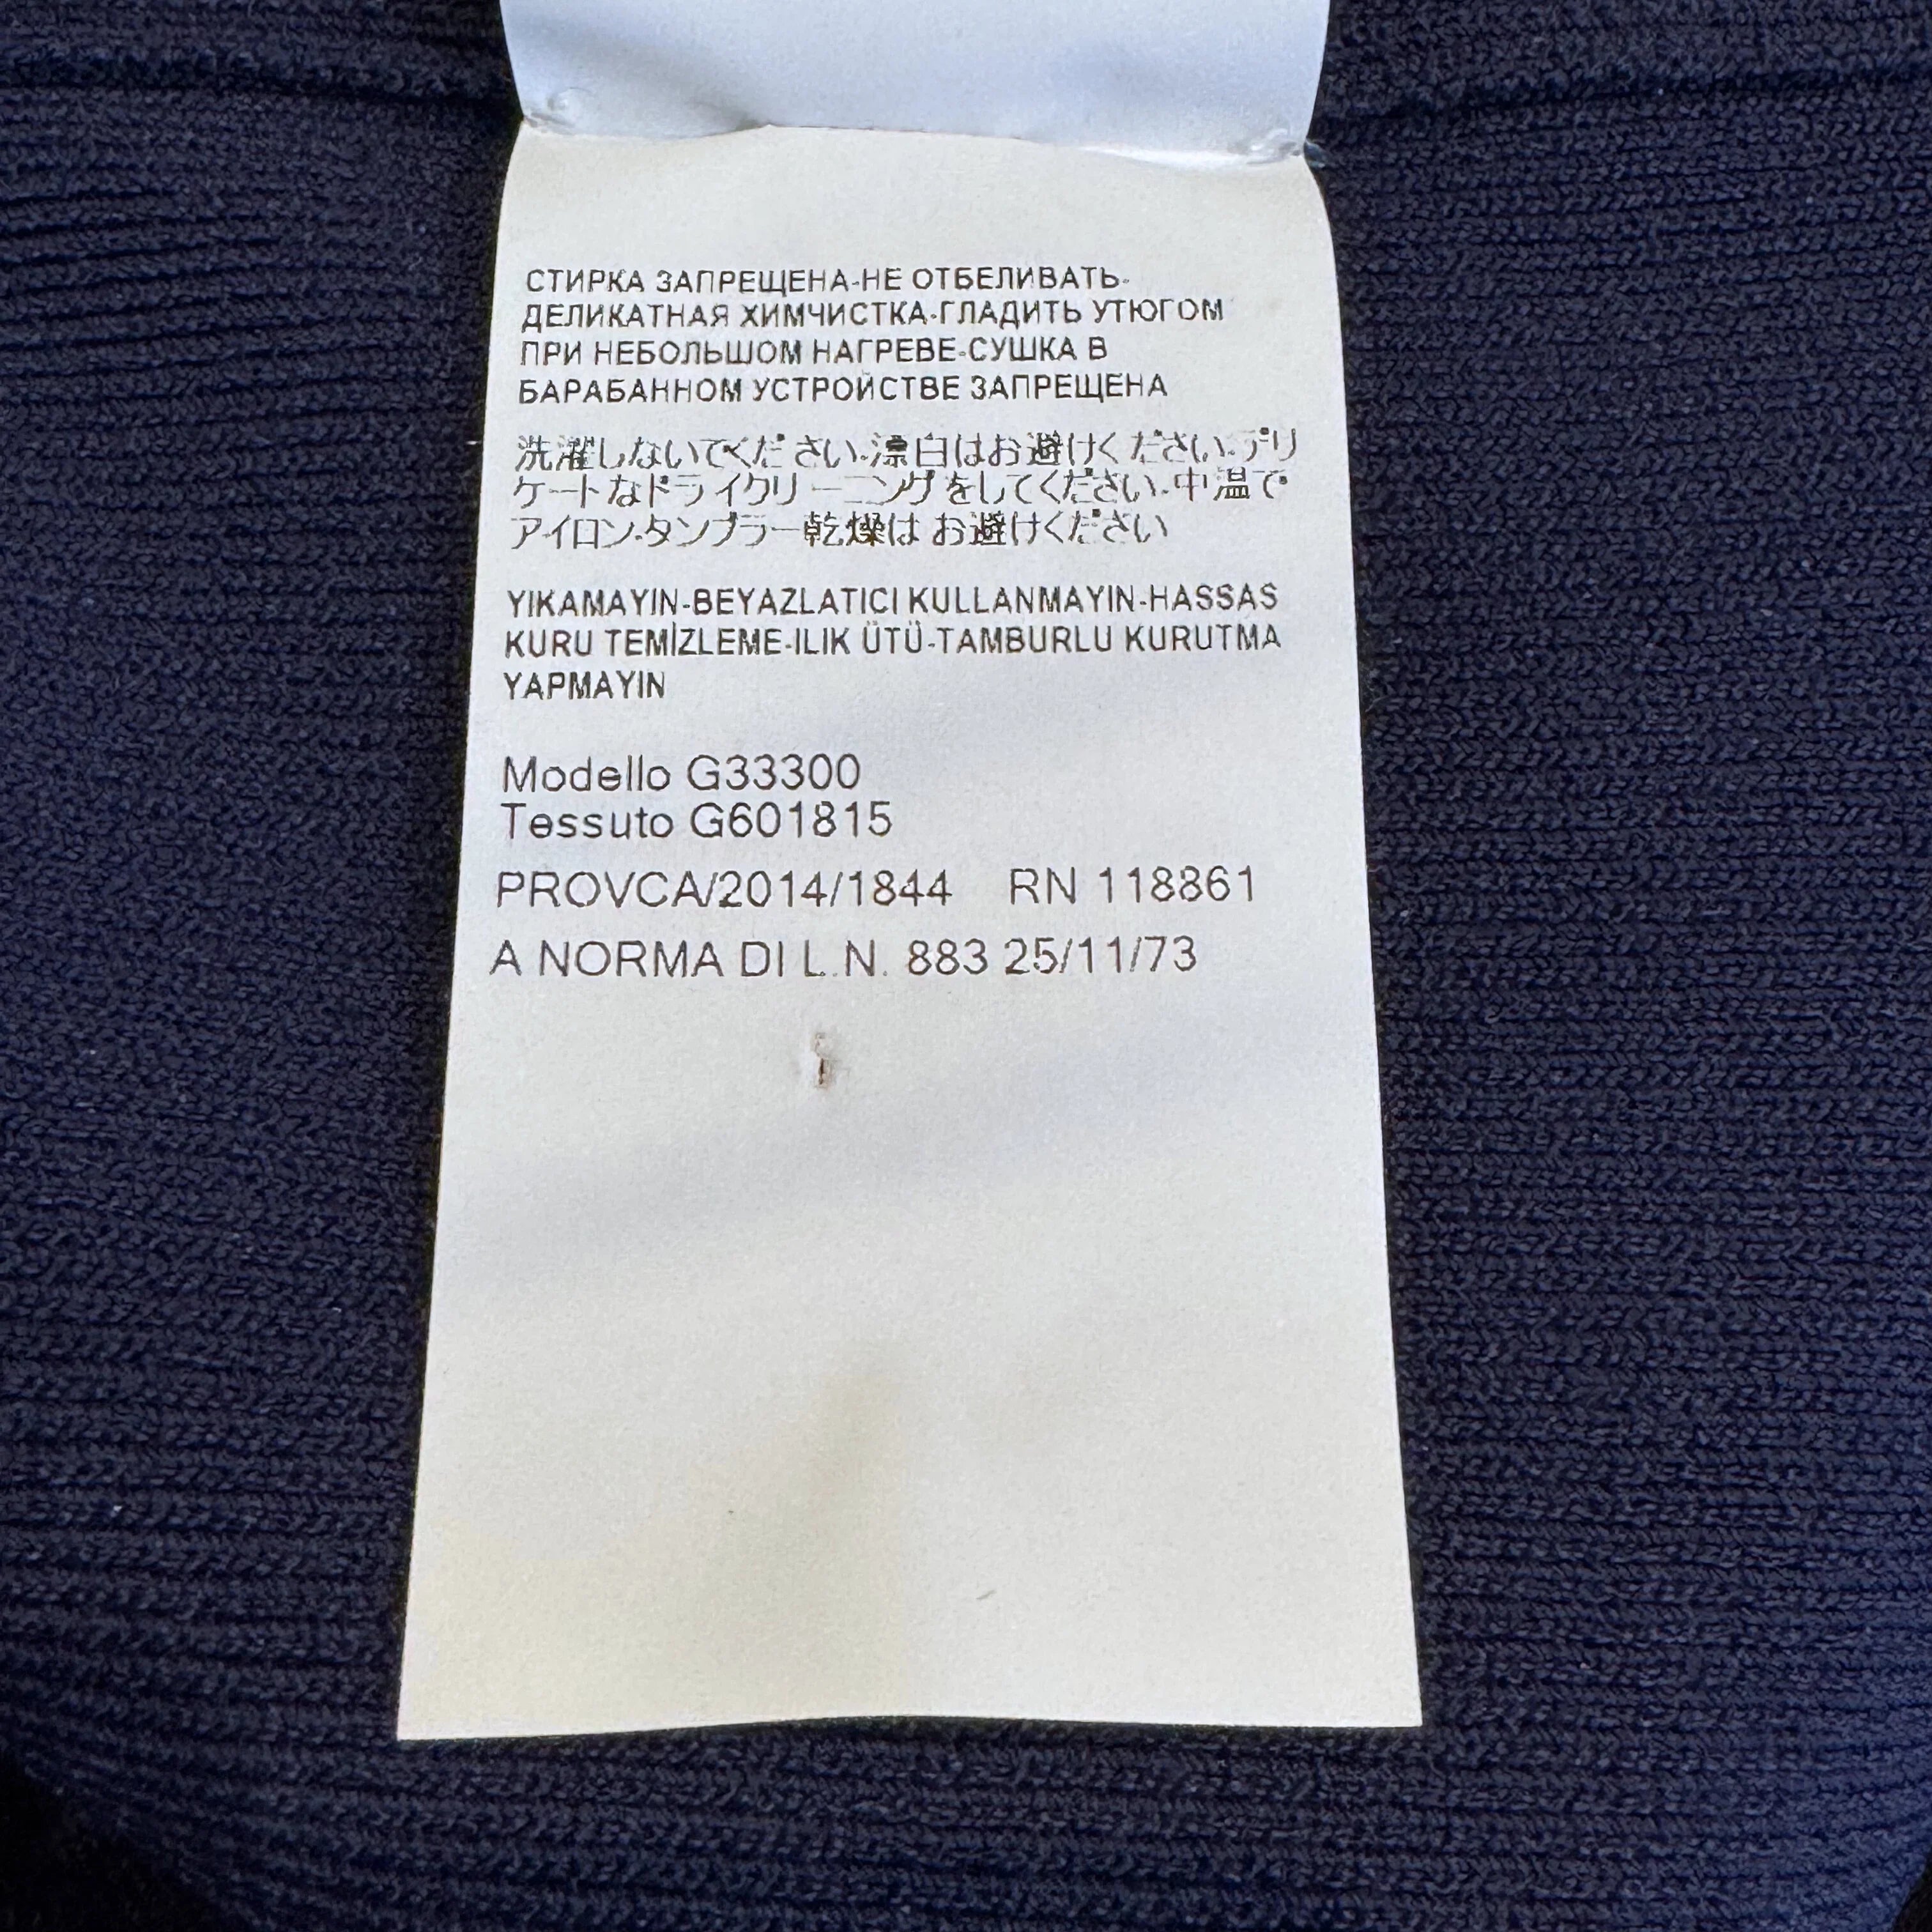 СТИРКА ЗАПРЕЩЕНА-НЕ ОТБЕЛИВАТЬ-
ДЕЛИКАТНАЯ ХИМЧИСТКА-ГЛАДИТЬ УТЮГОМ
ПРИ НЕБОЛЬШОМ НАГРЕВЕ-СУШКА В
БАРАБАННОМ УСТРОЙСТВЕ ЗАПРЕЩЕНА
洗濯しないでください-漂白はお避けください-デリ
ケートなドライクリーニングをしてください-中温で
アイロン-タンブラー乾燥はお避けください
YIKAMAYIN-BEYAZLATICI KULLANMAYIN-HASSAS
KURU TEMİZLEME-ILIK ÜTÜ-TAMBURLU KURUTMA
YAPMAYIN
Modello G33300
Tessuto G601815
PROVCA/2014/1844 RN 118861
A NORMA DI L.N. 883 25/11/73